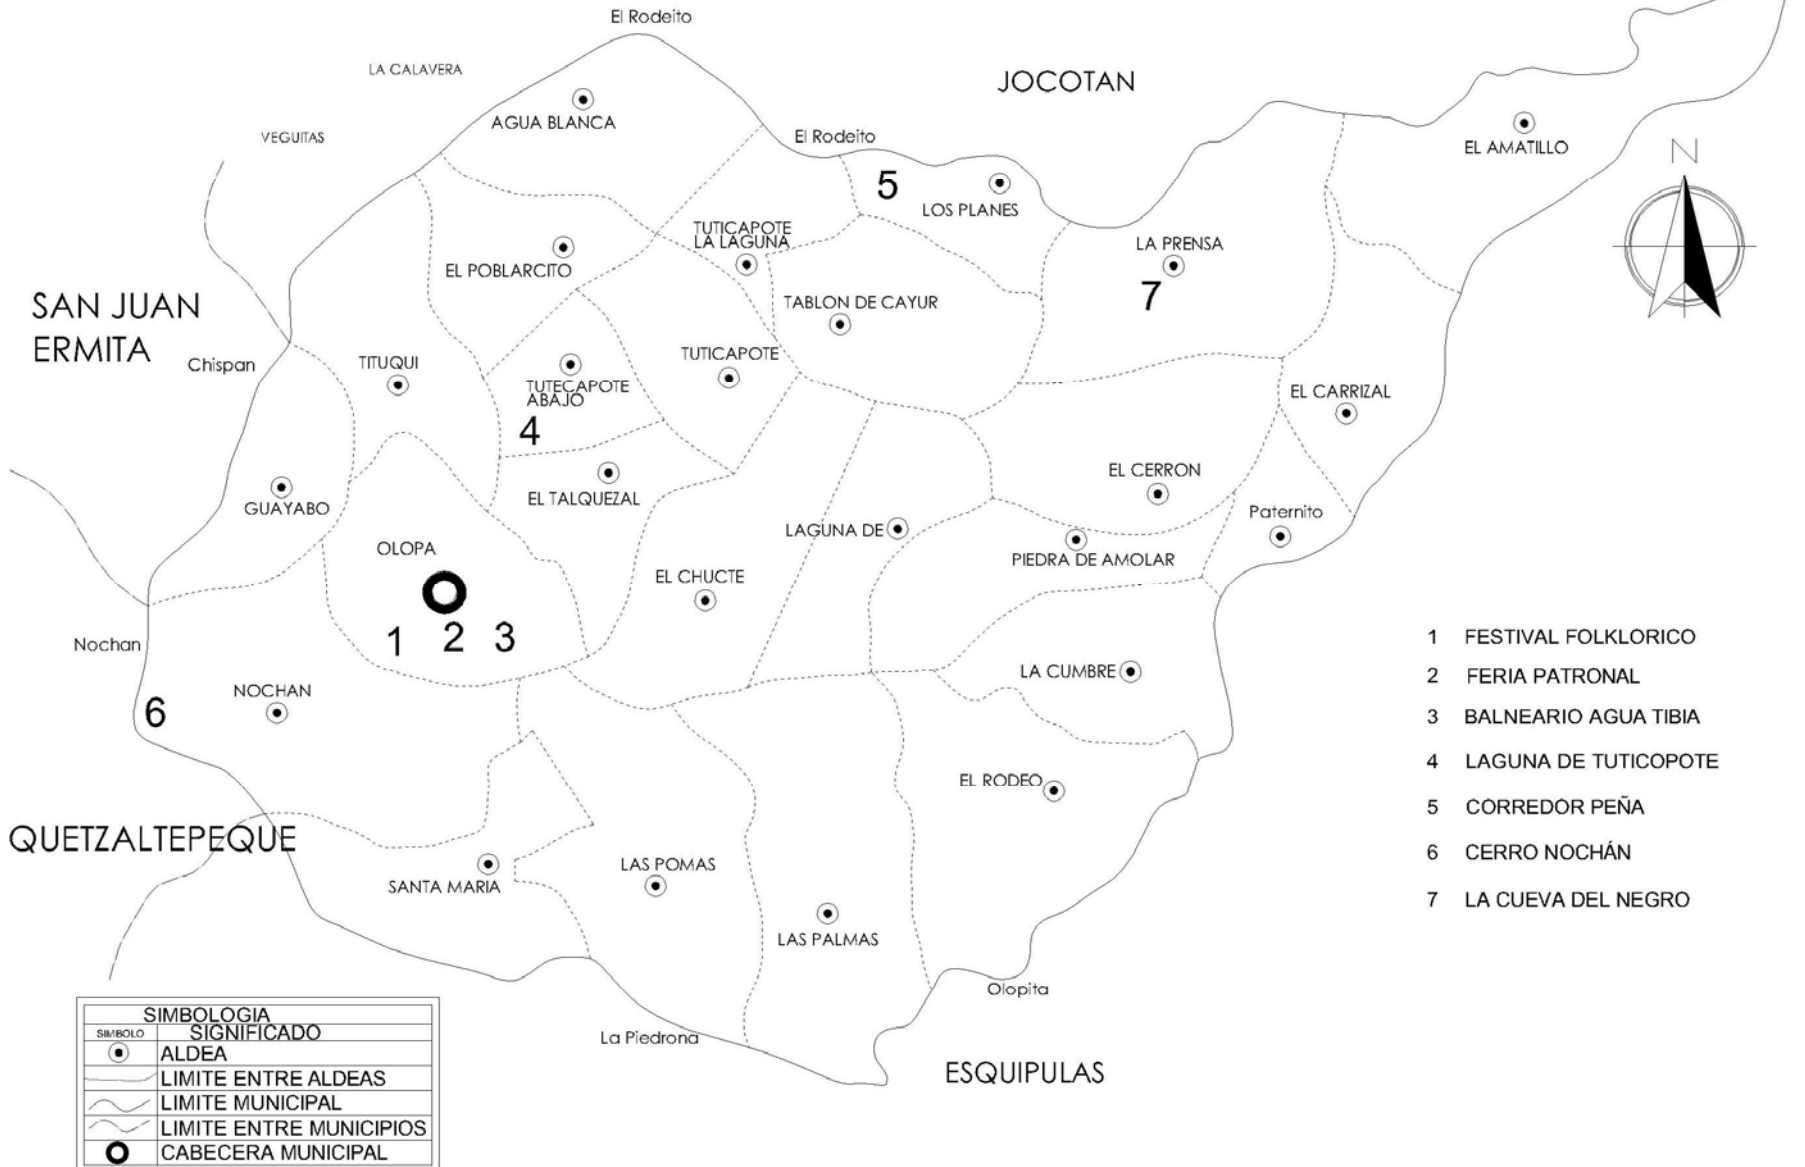 El Rodeito
LA CALAVERA
JOCOTAN
AGUA BLANCA
VEGUITAS
El Rodeito
EL AMATILLO
N
5
LOS PLANES
TUTICAPOTE
LA LAGUNA
LA PRENSA
EL POBLARCITO
7
SAN JUAN
ERMITA
TABLON DE CAYUR
Chispan
TITUQUI
TUTICAPOTE
TUTECAPOTE
ABAJO
EL CARRIZAL
4
EL CERRON
EL TALQUEZAL
GUAYABO
Paternito
LAGUNA DE
OLOPA
PIEDRA DE AMOLAR
EL CHUCTE
1 2 3
Nochan
LA CUMBRE
NOCHAN
6
EL RODEO
QUETZALTEPEQUE
SANTA MARIA
LAS POMAS
LAS PALMAS
Olopita
La Piedrona
ESQUIPULAS
1 FESTIVAL FOLKLORICO
2 FERIA PATRONAL
3 BALNEARIO AGUA TIBIA
4 LAGUNA DE TUTICOPOTE
5 CORREDOR PEÑA
6 CERRO NOCHÁN
7 LA CUEVA DEL NEGRO
SIMBOLOGIA
SIMBOLO SIGNIFICADO
ALDEA
LIMITE ENTRE ALDEAS
LIMITE MUNICIPAL
LIMITE ENTRE MUNICIPIOS
CABECERA MUNICIPAL